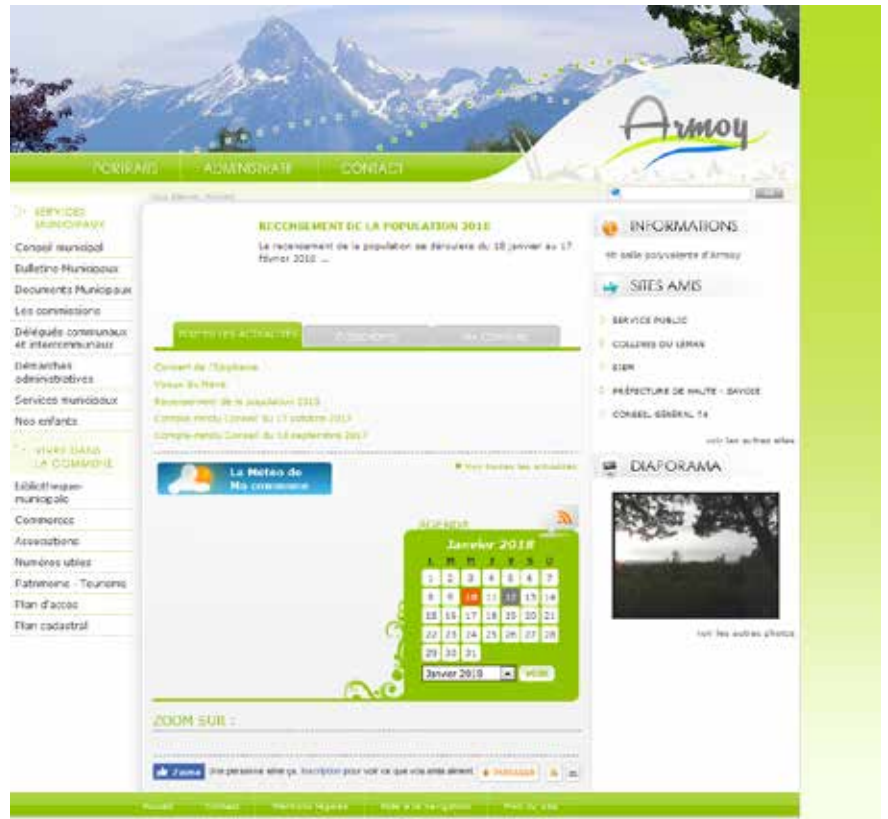 Armoy
PORTRAITS ADMINISTRATIF CONTACT
SERVICES
MUNICIPAUX
Conseil municipal
Bulletins Municipaux
Documents Municipaux
Les commissions
Délégués communaux
et intercommunaux
Démarches
administratives
Services municipaux
Nos enfants
VIVRE DANS
LA COMMUNE
Bibliothèque
municipale
Commerces
Associations
Numéros utiles
Patrimoine - Tourisme
Plan d'accès
Plan cadastral
RECENSEMENT DE LA POPULATION 2018
Le recensement de la population se déroulera du 18 janvier au 17
février 2018 ...
TOUTES LES ACTUALITÉS
Concert de l'Epiphanie
Voeux du Maire
Recensement de la population 2018
Compte-rendu Conseil du 17 octobre 2017
Compte-rendu Conseil du 18 septembre 2017
Voir toutes les actualités
La Météo de
Ma commune
AGENDA
Janvier 2018
L M M J V S D
1 2 3 4 5 6 7
8 9 10 11 12 13 14
15 16 17 18 19 20 21
22 23 24 25 26 27 28
29 30 31
Janvier 2018
ZOOM SUR :
J'aime Une personne aime ça. Inscription pour voir ce que vos amis aiment.
INFORMATIONS
salle polyvalente d'Armoy
SITES AMIS
SERVICE PUBLIC
COLLINES DU LÉMAN
SIEM
PRÉFECTURE DE HAUTE - SAVOIE
CONSEIL GÉNÉRAL 74
voir les autres sites
DIAPORAMA
voir les autres photos
Accueil Contact Mentions légales Aide à la navigation Plan du site